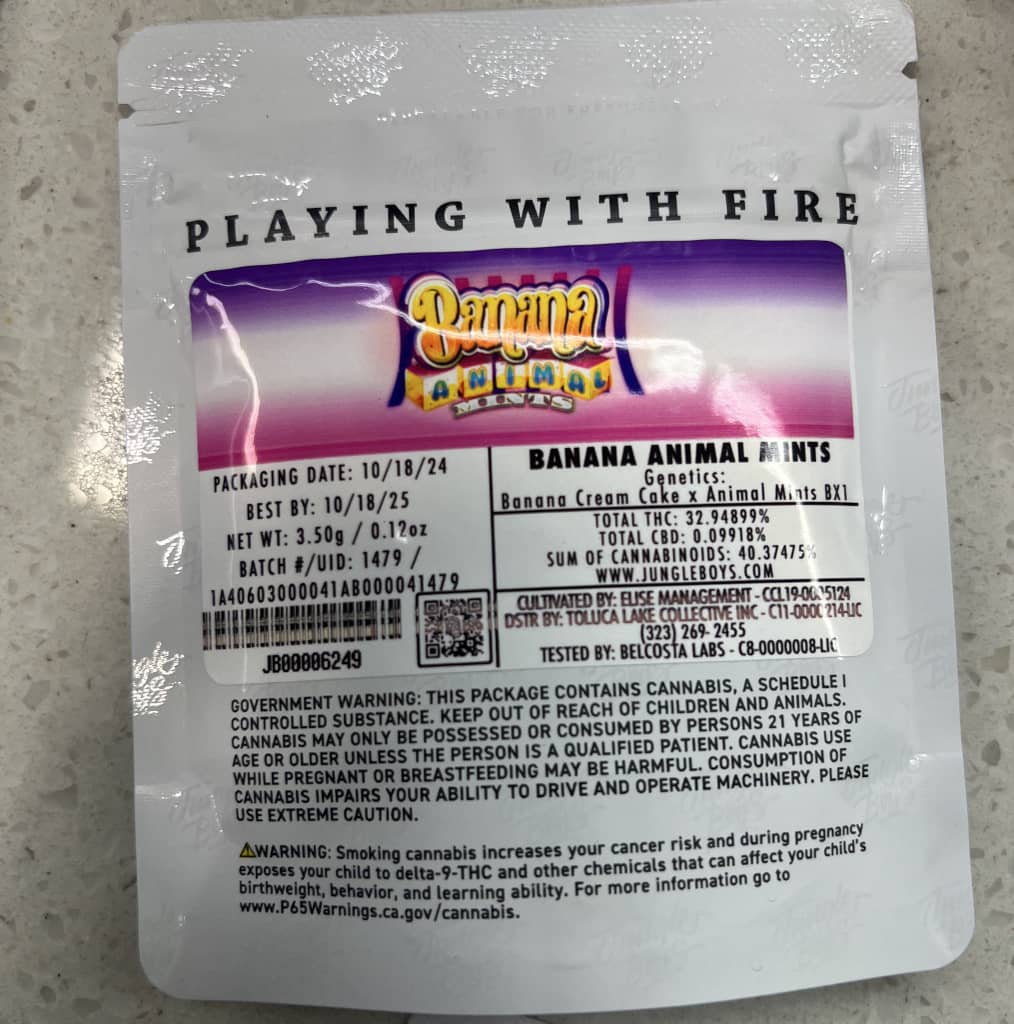 PLAYING WITH FIRE
Banana
ANIMAL
MINTS
PACKAGING DATE: 10/18/24
BEST BY: 10/18/25
NET WT: 3.50g / 0.12oz
BATCH #/UID: 1479 /
1A40603000041AB000041479
JB00006249
BANANA ANIMAL MINTS
Genetics:
Banana Cream Cake x Animal Mints BX1
TOTAL THC: 32.94899%
TOTAL CBD: 0.09918%
SUM OF CANNABINOIDS: 40.37475%
WWW.JUNGLEBOYS.COM
CULTIVATED BY: ELISE MANAGEMENT - CCL19-0005124
DSTR BY: TOLUCA LAKE COLLECTIVE INC - C11-0000214-LIC
(323) 269-2455
TESTED BY: BELCOSTA LABS - C8-0000008-LIC
GOVERNMENT WARNING: THIS PACKAGE CONTAINS CANNABIS, A SCHEDULE I
CONTROLLED SUBSTANCE. KEEP OUT OF REACH OF CHILDREN AND ANIMALS.
CANNABIS MAY ONLY BE POSSESSED OR CONSUMED BY PERSONS 21 YEARS OF
AGE OR OLDER UNLESS THE PERSON IS A QUALIFIED PATIENT. CANNABIS USE
WHILE PREGNANT OR BREASTFEEDING MAY BE HARMFUL. CONSUMPTION OF
CANNABIS IMPAIRS YOUR ABILITY TO DRIVE AND OPERATE MACHINERY. PLEASE
USE EXTREME CAUTION.
WARNING: Smoking cannabis increases your cancer risk and during pregnancy
exposes your child to delta-9-THC and other chemicals that can affect your child's
birthweight, behavior, and learning ability. For more information go to
www.P65Warnings.ca.gov/cannabis.